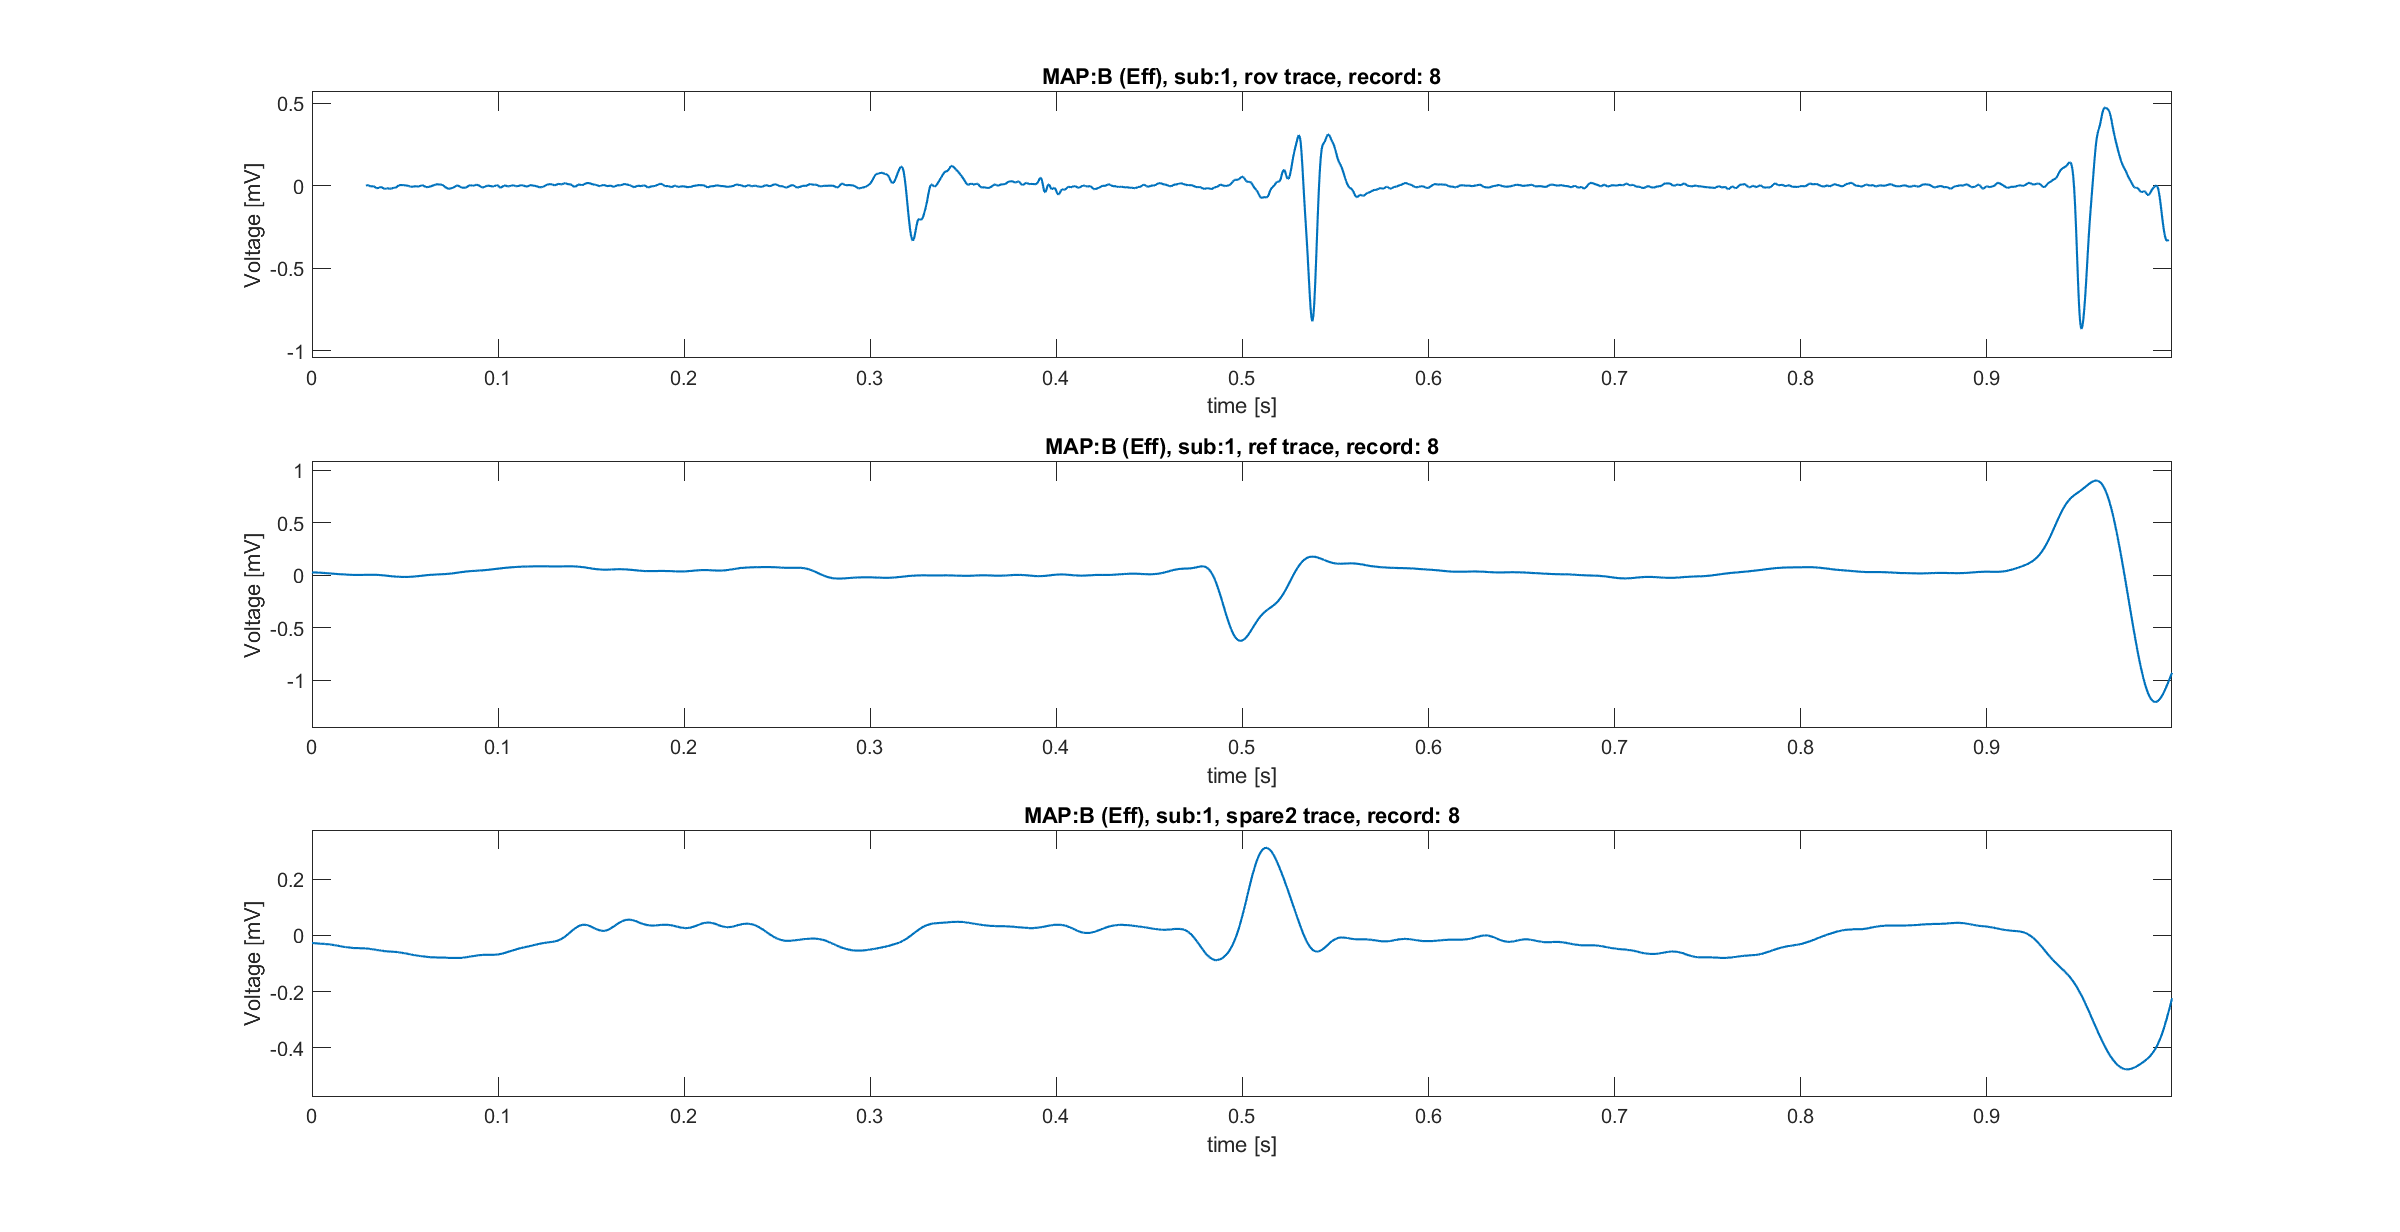 MAP:B (Eff), sub:1, rov trace, record: 8
0.5
0
-0.5
-1
Voltage [mV]
0 0.1 0.2 0.3 0.4 0.5 0.6 0.7 0.8 0.9
time [s]
MAP:B (Eff), sub:1, ref trace, record: 8
1
0.5
0
-0.5
-1
Voltage [mV]
0 0.1 0.2 0.3 0.4 0.5 0.6 0.7 0.8 0.9
time [s]
MAP:B (Eff), sub:1, spare2 trace, record: 8
0.2
0
-0.2
-0.4
Voltage [mV]
0 0.1 0.2 0.3 0.4 0.5 0.6 0.7 0.8 0.9
time [s]